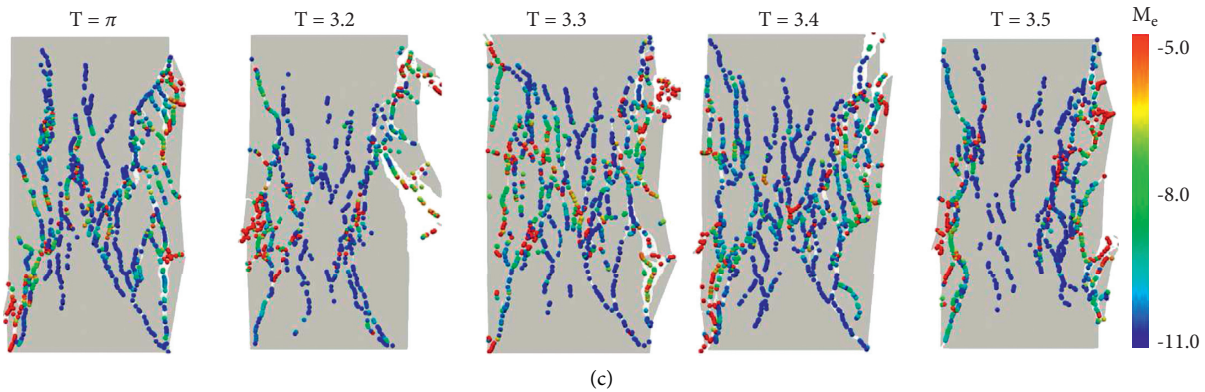 T = π T = 3.2 T = 3.3 T = 3.4 T = 3.5 Mₑ
-5.0
-8.0
-11.0
(c)